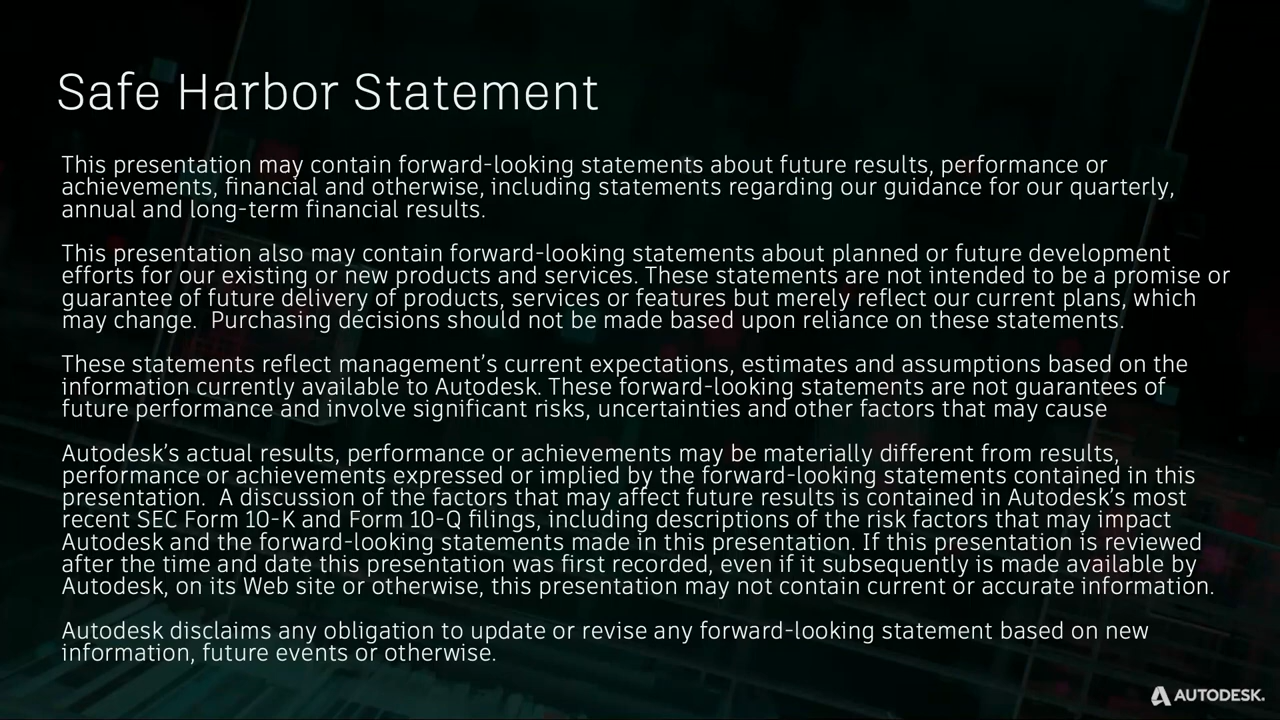 Safe Harbor Statement
This presentation may contain forward-looking statements about future results, performance or
achievements, financial and otherwise, including statements regarding our guidance for our quarterly,
annual and long-term financial results.
This presentation also may contain forward-looking statements about planned or future development
efforts for our existing or new products and services. These statements are not intended to be a promise or
guarantee of future delivery of products, services or features but merely reflect our current plans, which
may change.  Purchasing decisions should not be made based upon reliance on these statements.
These statements reflect management’s current expectations, estimates and assumptions based on the
information currently available to Autodesk. These forward-looking statements are not guarantees of
future performance and involve significant risks, uncertainties and other factors that may cause
Autodesk’s actual results, performance or achievements may be materially different from results,
performance or achievements expressed or implied by the forward-looking statements contained in this
presentation.  A discussion of the factors that may affect future results is contained in Autodesk’s most
recent SEC Form 10-K and Form 10-Q filings, including descriptions of the risk factors that may impact
Autodesk and the forward-looking statements made in this presentation. If this presentation is reviewed
after the time and date this presentation was first recorded, even if it subsequently is made available by
Autodesk, on its Web site or otherwise, this presentation may not contain current or accurate information.
Autodesk disclaims any obligation to update or revise any forward-looking statement based on new
information, future events or otherwise.
AUTODESK.